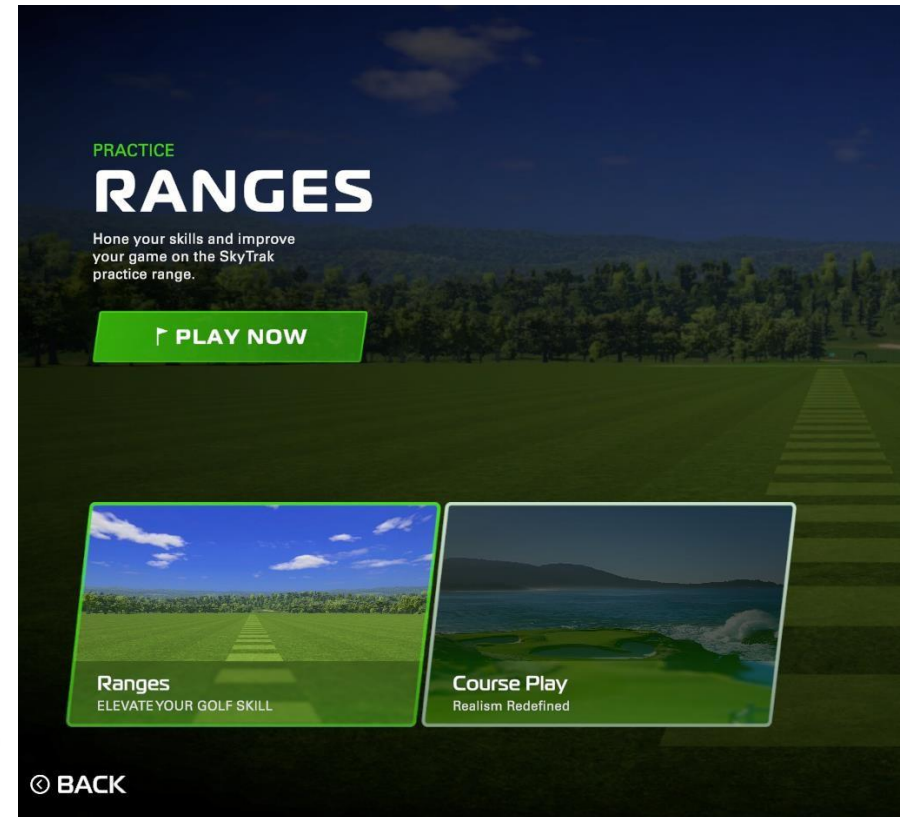 PRACTICE
RANGES
Hone your skills and improve
your game on the SkyTrak
practice range.
PLAY NOW
Ranges
ELEVATE YOUR GOLF SKILL
Course Play
Realism Redefined
BACK